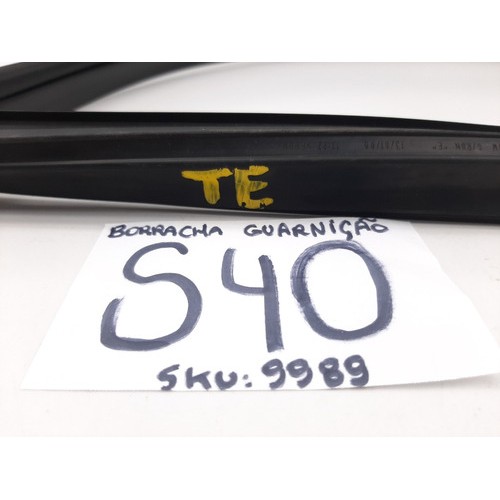 TE
BORRACHA GUARNIÇÃO
S40
SKU: 9989